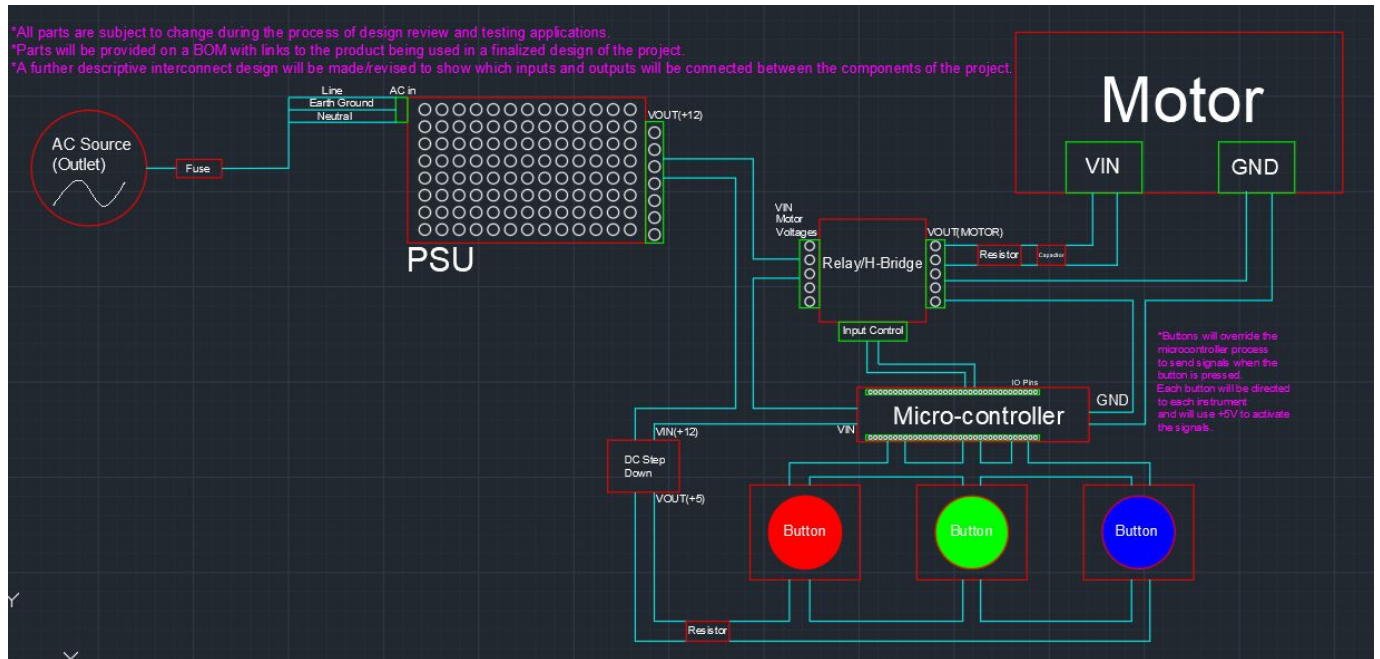 *All parts are subject to change during the process of design review and testing applications.
*Parts will be provided on a BOM with links to the product being used in a finalized design of the project.
*A further descriptive interconnect design will be made/revised to show which inputs and outputs will be connected between the components of the project.
Line
AC in
Earth Ground
Neutral
AC Source
(Outlet)
Fuse
VOUT(+12)
PSU
Motor
VIN
GND
VIN
Motor
Voltages
VOUT(MOTOR)
Relay/H-Bridge
Resistor
Capacitor
Input Control
*Buttons will override the
microcontroller process
to send signals when the
button is pressed.
Each button will be directed
to each instrument
and will use +5V to activate
the signals.
IO Pins
Micro-controller
GND
VIN
VIN(+12)
DC Step
Down
VOUT(+5)
Button
Button
Button
Resistor
Y
X